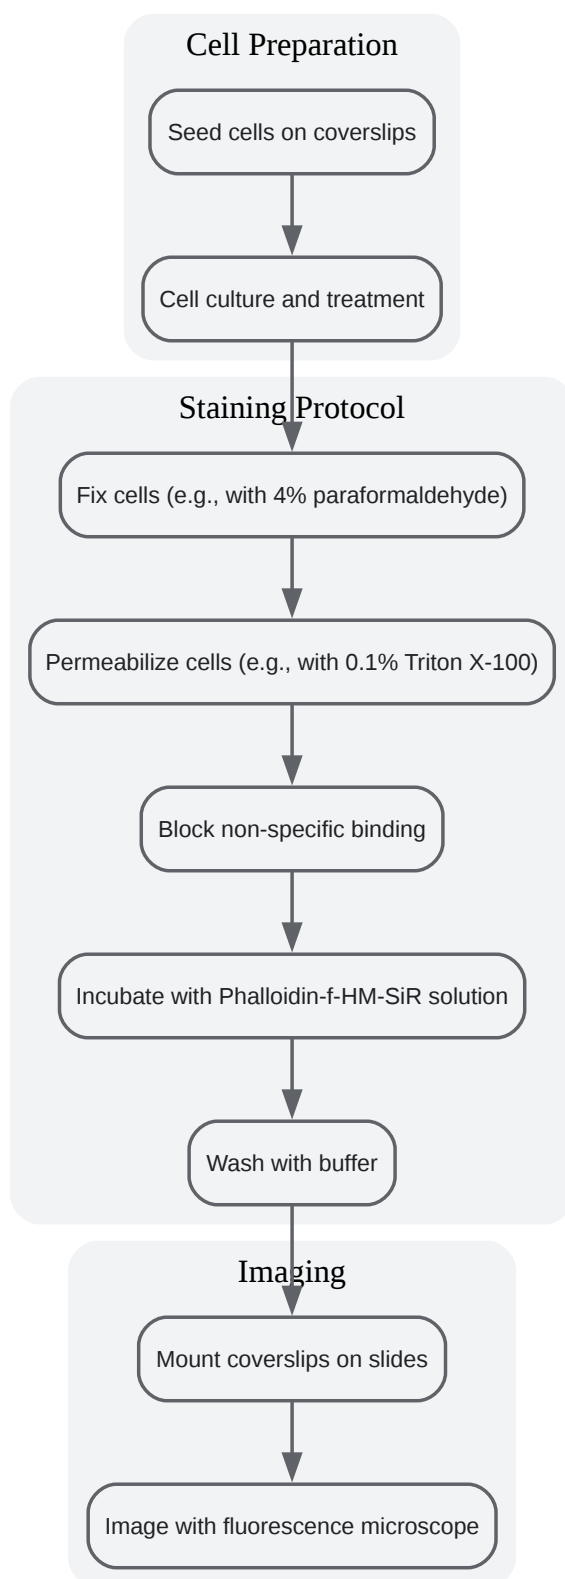 Cell Preparation
Seed cells on coverslips
Cell culture and treatment
Staining Protocol
Fix cells (e.g., with 4% paraformaldehyde)
Permeabilize cells (e.g., with 0.1% Triton X-100)
Block non-specific binding
Incubate with Phalloidin-f-HM-SiR solution
Wash with buffer
Imaging
Mount coverslips on slides
Image with fluorescence microscope